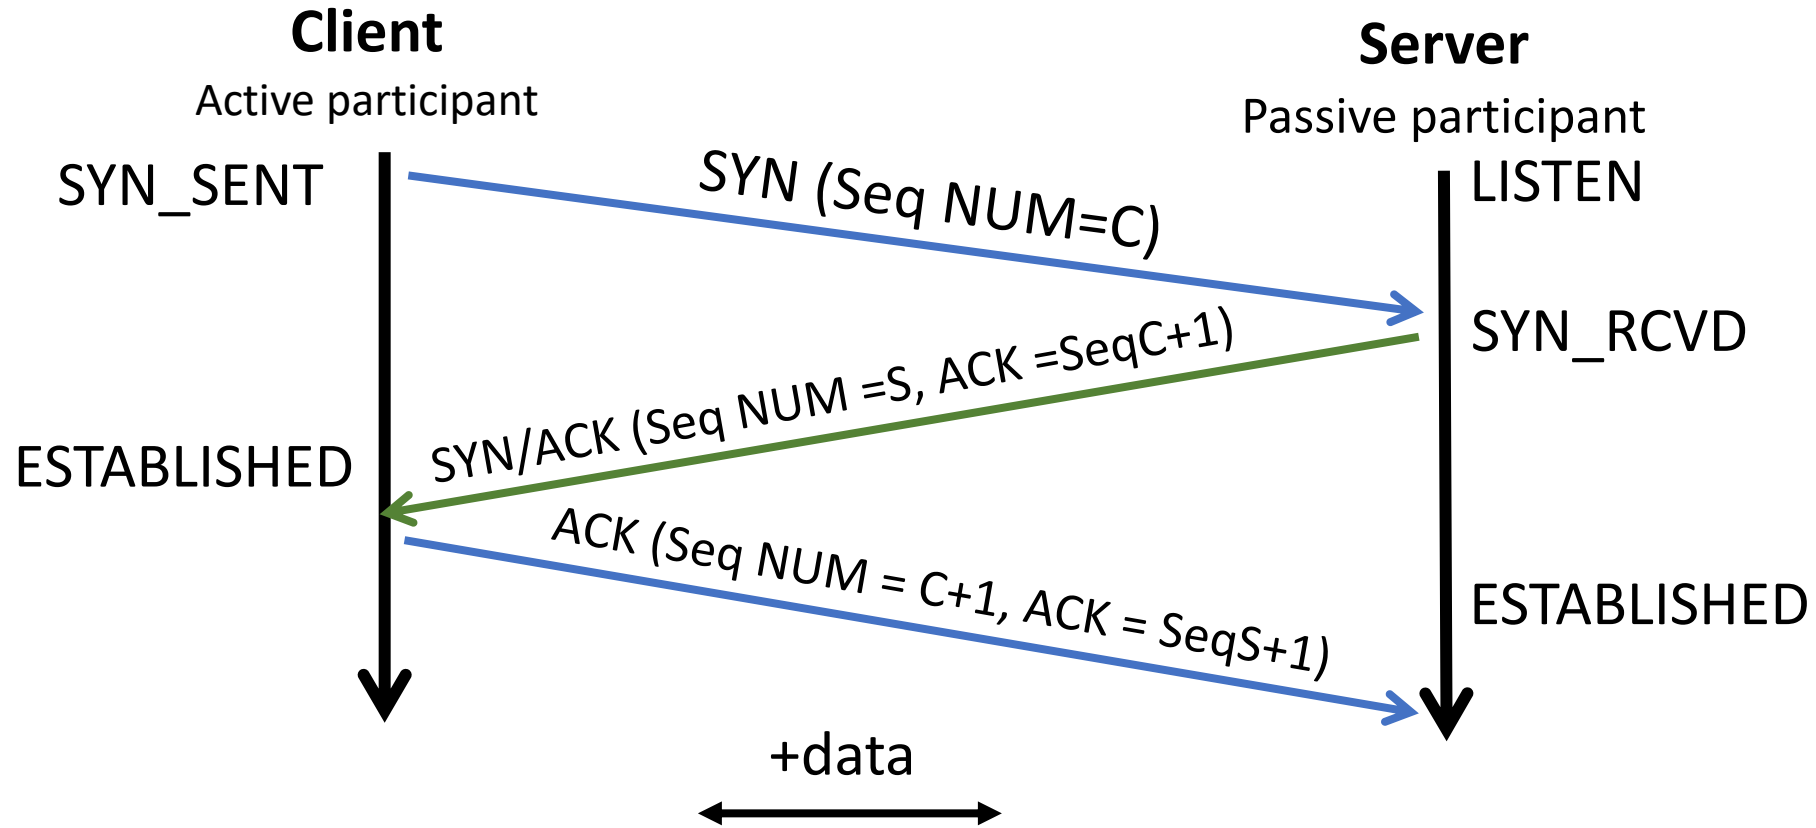 Client
Active participant
Server
Passive participant
SYN_SENT
SYN (Seq NUM=C)
LISTEN
SYN_RCVD
SYN/ACK (Seq NUM =S, ACK =SeqC+1)
ESTABLISHED
ACK (Seq NUM = C+1, ACK = SeqS+1)
ESTABLISHED
+data